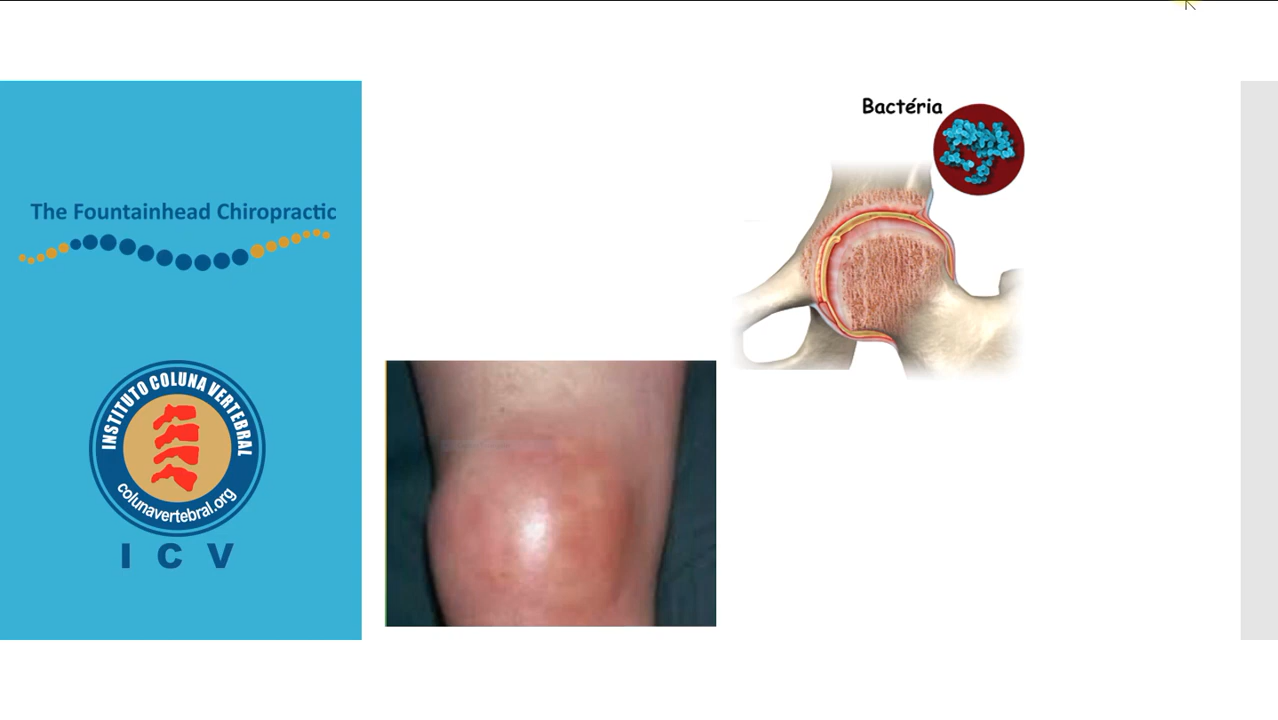 Bactéria
The Fountainhead Chiropractic
INSTITUTO COLUNA VERTEBRAL
colunavertebral.org
I C V